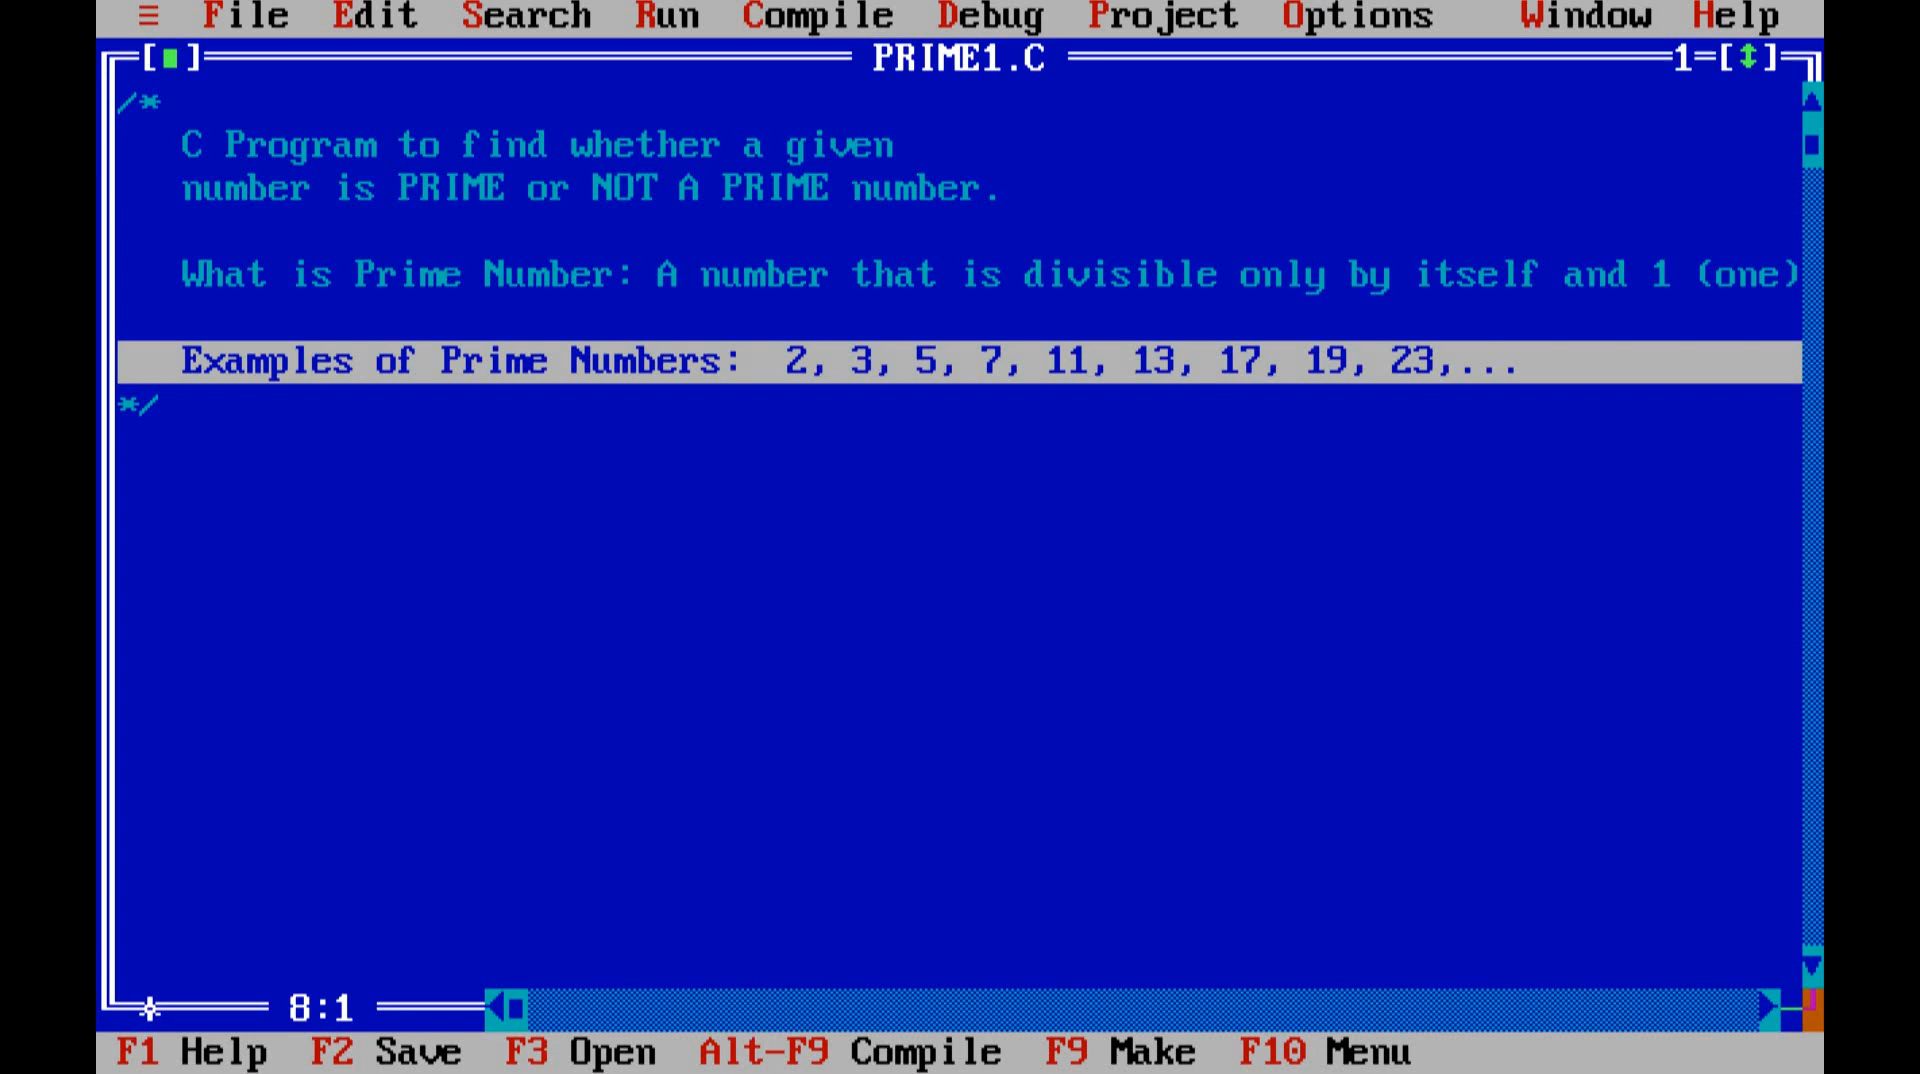 ≡ File Edit Search Run Compile Debug Project Options Window Help
[■] PRIME1.C 1=[↕]
/*
C Program to find whether a given
number is PRIME or NOT A PRIME number.
What is Prime Number: A number that is divisible only by itself and 1 (one)
Examples of Prime Numbers: 2, 3, 5, 7, 11, 13, 17, 19, 23,...
*/
8:1
F1 Help F2 Save F3 Open Alt-F9 Compile F9 Make F10 Menu